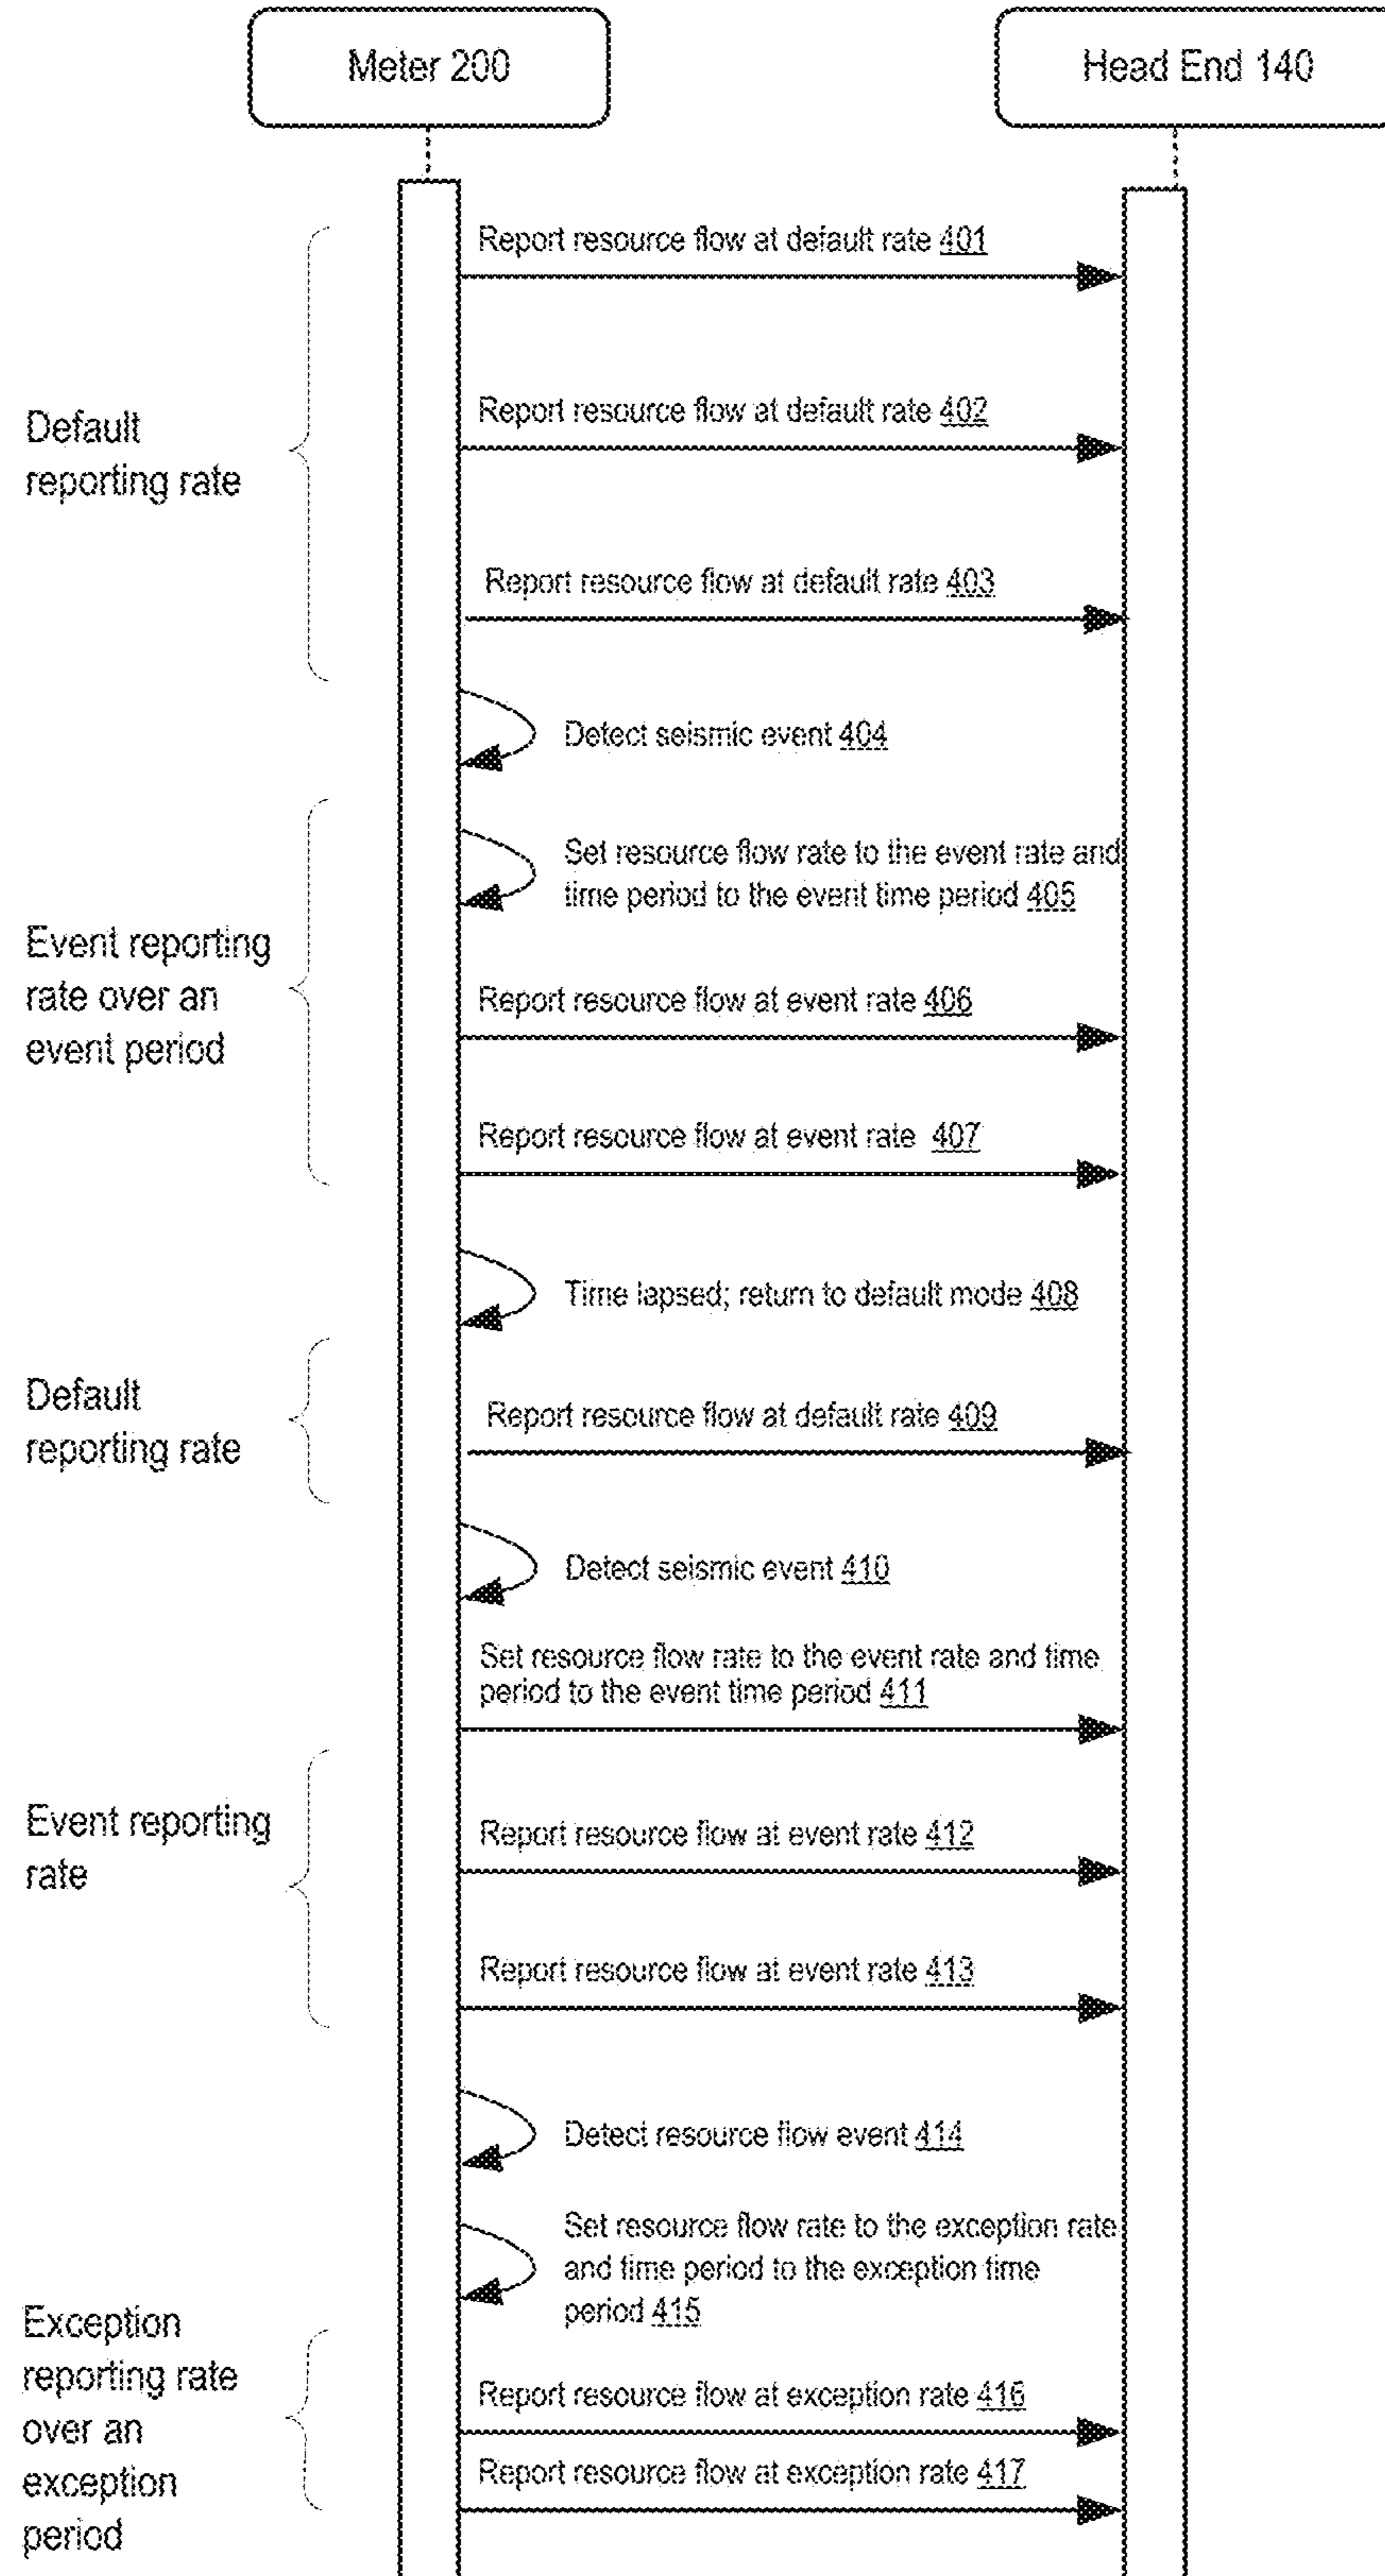 Meter 200
Head End 140
Report resource flow at default rate 401
Default
reporting rate
Report resource flow at default rate 402
Report resource flow at default rate 403
Detect seismic event 404
Set resource flow rate to the event rate and
time period to the event time period 405
Event reporting
rate over an
event period
Report resource flow at event rate 406
Report resource flow at event rate 407
Time lapsed; return to default mode 408
Default
reporting rate
Report resource flow at default rate 409
Detect seismic event 410
Set resource flow rate to the event rate and time
period to the event time period 411
Event reporting
rate
Report resource flow at event rate 412
Report resource flow at event rate 413
Detect resource flow event 414
Set resource flow rate to the exception rate
and time period to the exception time
period 415
Exception
reporting rate
over an
exception
period
Report resource flow at exception rate 416
Report resource flow at exception rate 417